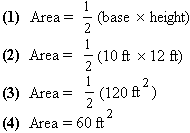 (1) Area = 1/2 (base × height)
(2) Area = 1/2 (10 ft × 12 ft)
(3) Area = 1/2 (120 ft²)
(4) Area = 60 ft²